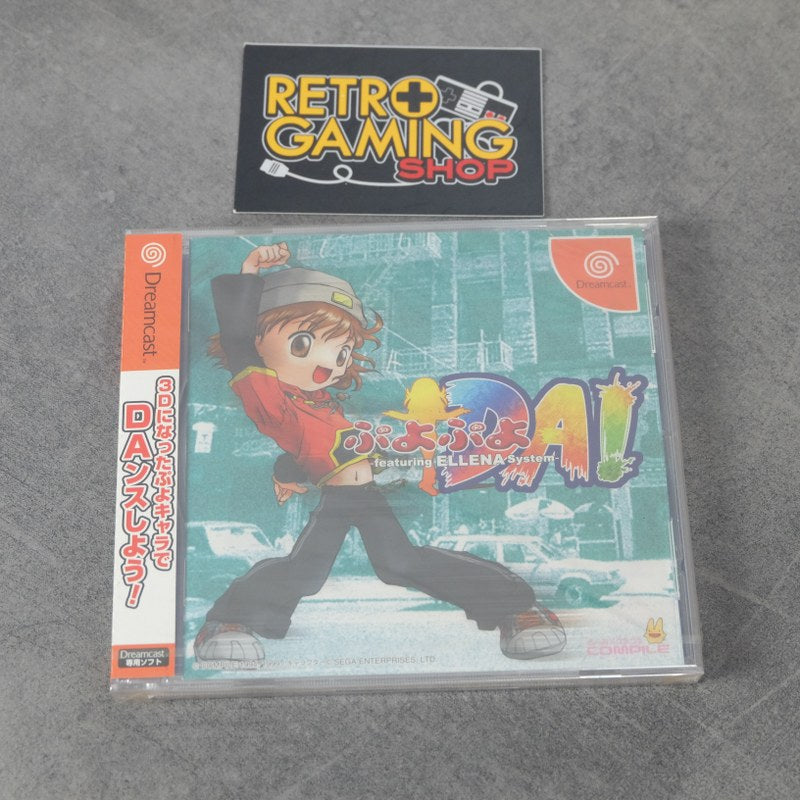 RETRO
GAMING
SHOP
Dreamcast
3Dになったぷよキャラで
DAンスしよう!
Dreamcast
専用ソフト
Dreamcast
ぷよぷよ
DA!
-featuring ELLENA System-
COMPILE
SEGA ENTERPRISES, LTD.